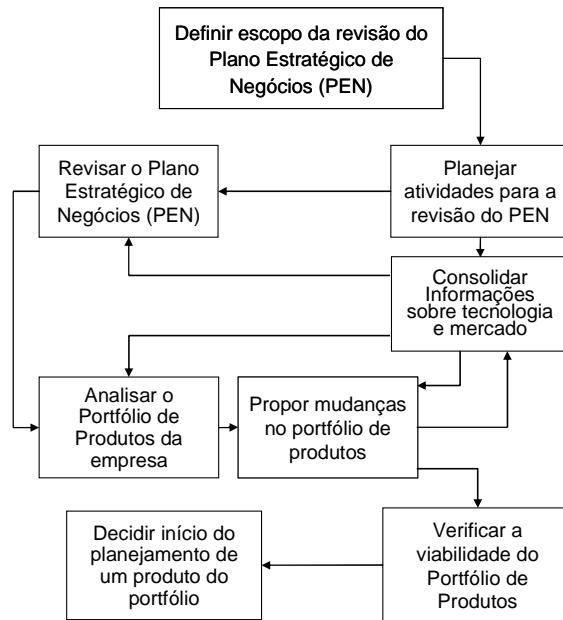 Definir escopo da revisão do
Plano Estratégico de
Negócios (PEN)
Revisar o Plano
Estratégico de
Negócios (PEN)
Planejar
atividades para a
revisão do PEN
Consolidar
Informações
sobre tecnologia
e mercado
Analisar o
Portfólio de
Produtos da
empresa
Propor mudanças
no portfólio de
produtos
Decidir início do
planejamento de
um produto do
portfólio
Verificar a
viabilidade do
Portfólio de
Produtos